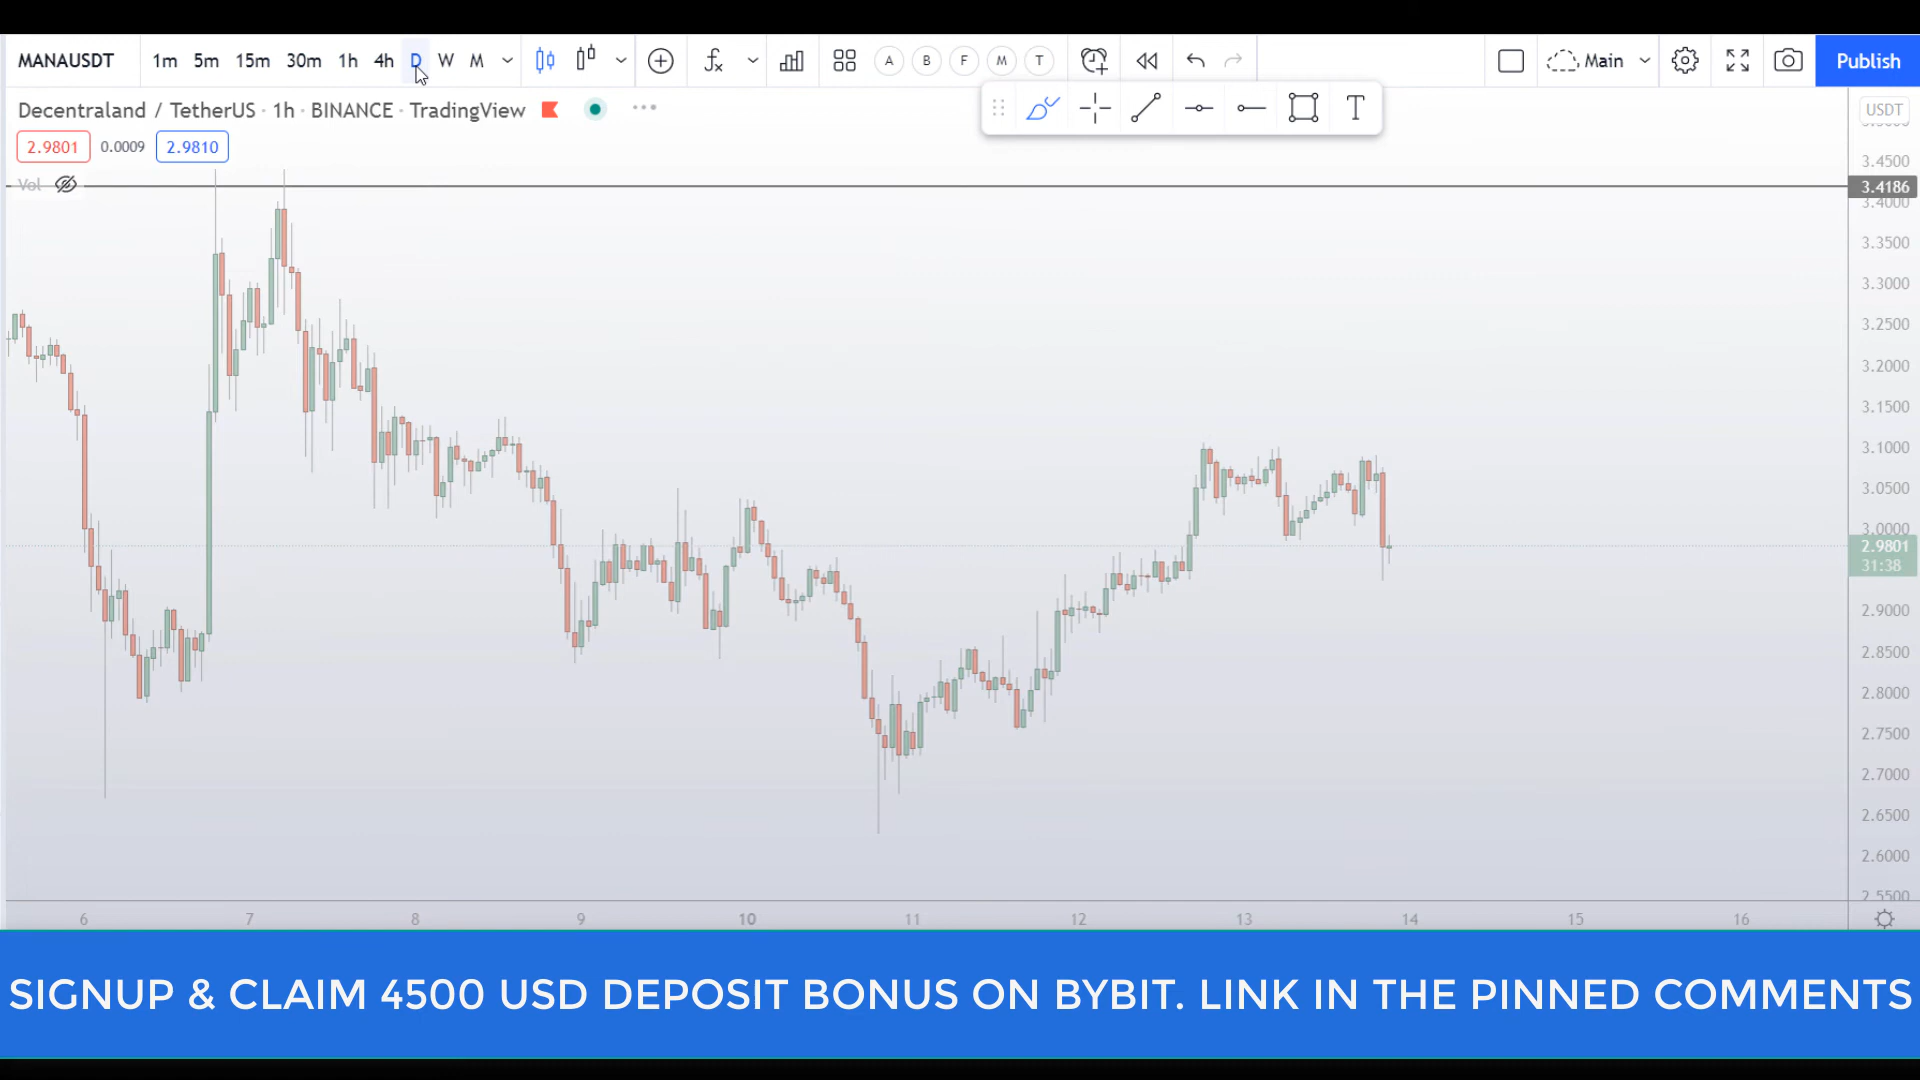 MANAUSDT 1m 5m 15m 30m 1h 4h D W M A B F M T Main Publish
Decentraland / TetherUS · 1h · BINANCE · TradingView
T
USDT
2.9801 0.0009 2.9810
Vol
3.4500
3.4186
3.4000
3.3500
3.3000
3.2500
3.2000
3.1500
3.1000
3.0500
3.0000
2.9801
31:38
2.9000
2.8500
2.8000
2.7500
2.7000
2.6500
2.6000
2.5500
6 7 8 9 10 11 12 13 14 15 16
SIGNUP & CLAIM 4500 USD DEPOSIT BONUS ON BYBIT. LINK IN THE PINNED COMMENTS